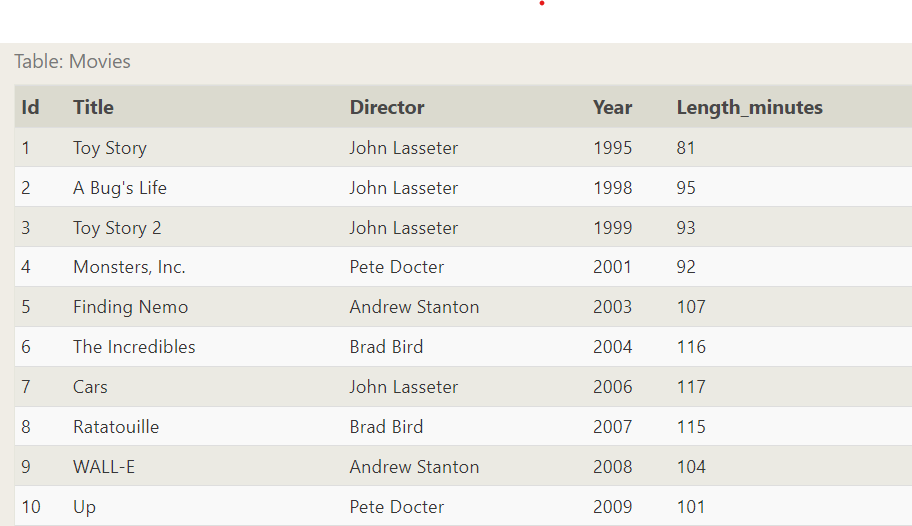 Table: Movies
Id Title Director Year Length_minutes
1 Toy Story John Lasseter 1995 81
2 A Bug's Life John Lasseter 1998 95
3 Toy Story 2 John Lasseter 1999 93
4 Monsters, Inc. Pete Docter 2001 92
5 Finding Nemo Andrew Stanton 2003 107
6 The Incredibles Brad Bird 2004 116
7 Cars John Lasseter 2006 117
8 Ratatouille Brad Bird 2007 115
9 WALL-E Andrew Stanton 2008 104
10 Up Pete Docter 2009 101